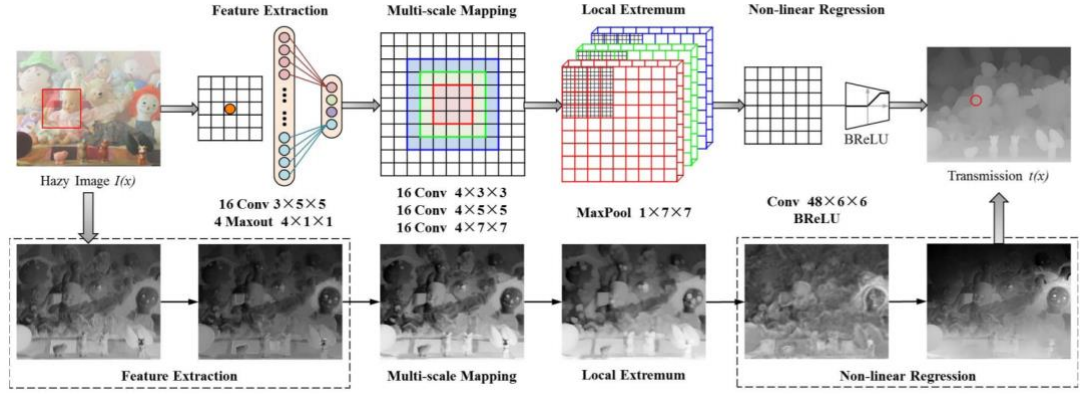 Feature Extraction
Multi-scale Mapping
Local Extremum
Non-linear Regression
BReLU
Hazy Image I(x)
Transmission t(x)
16 Conv 3×5×5
4 Maxout 4×1×1
16 Conv 4×3×3
16 Conv 4×5×5
16 Conv 4×7×7
MaxPool 1×7×7
Conv 48×6×6
BReLU
Feature Extraction
Multi-scale Mapping
Local Extremum
Non-linear Regression